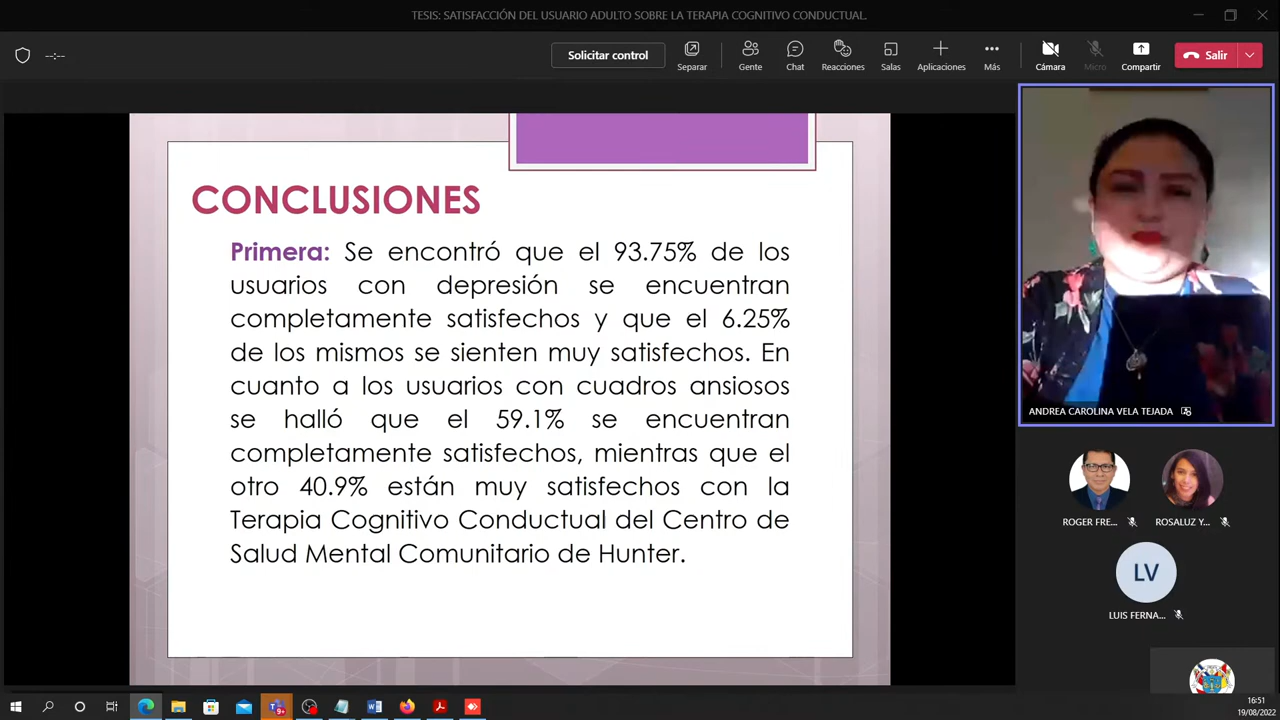 TESIS: SATISFACCIÓN DEL USUARIO ADULTO SOBRE LA TERAPIA COGNITIVO CONDUCTUAL.
--:--
Solicitar control
Separar
Gente
Chat
Reacciones
Salas
Aplicaciones
Más
Cámara
Micro
Compartir
Salir
CONCLUSIONES
Primera: Se encontró que el 93.75% de los
usuarios con depresión se encuentran
completamente satisfechos y que el 6.25%
de los mismos se sienten muy satisfechos. En
cuanto a los usuarios con cuadros ansiosos
se halló que el 59.1% se encuentran
completamente satisfechos, mientras que el
otro 40.9% están muy satisfechos con la
Terapia Cognitivo Conductual del Centro de
Salud Mental Comunitario de Hunter.
ANDREA CAROLINA VELA TEJADA
ROGER FRE...
ROSALUZ Y...
LV
LUIS FERNA...
16:51
19/08/2022